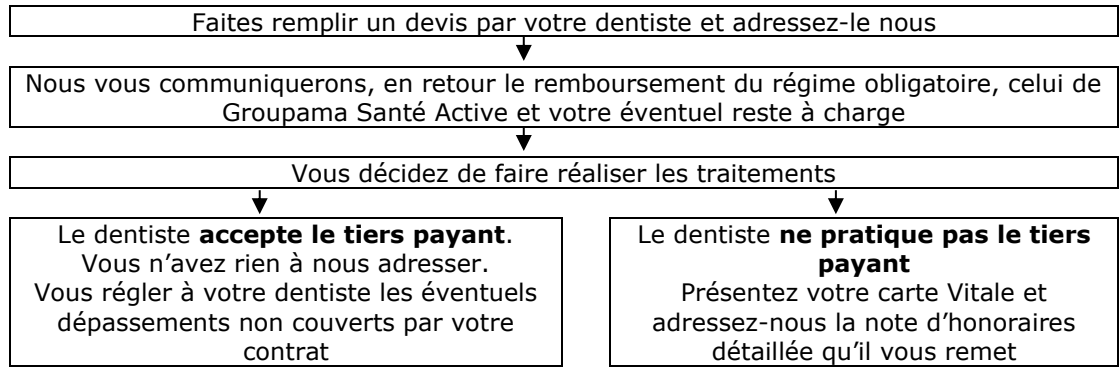 Faites remplir un devis par votre dentiste et adressez-le nous
Nous vous communiquerons, en retour le remboursement du régime obligatoire, celui de
Groupama Santé Active et votre éventuel reste à charge
Vous décidez de faire réaliser les traitements
Le dentiste accepte le tiers payant.
Vous n'avez rien à nous adresser.
Vous régler à votre dentiste les éventuels
dépassements non couverts par votre
contrat
Le dentiste ne pratique pas le tiers
payant
Présentez votre carte Vitale et
adressez-nous la note d'honoraires
détaillée qu'il vous remet